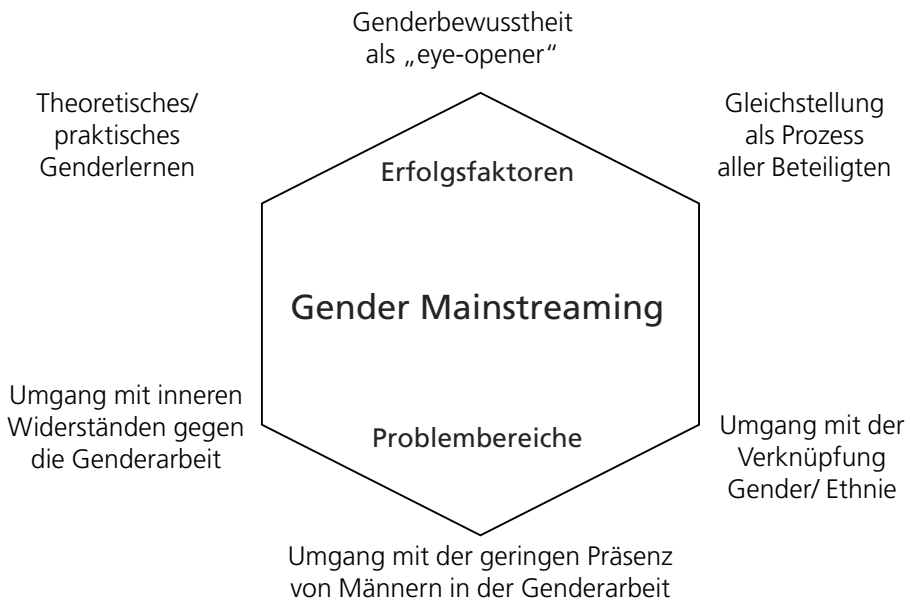 Genderbewusstheit
als „eye-opener“
Theoretisches/
praktisches
Genderlernen
Gleichstellung
als Prozess
aller Beteiligten
Erfolgsfaktoren
Gender Mainstreaming
Umgang mit inneren
Widerständen gegen
die Genderarbeit
Problembereiche
Umgang mit der
Verknüpfung
Gender/ Ethnie
Umgang mit der geringen Präsenz
von Männern in der Genderarbeit